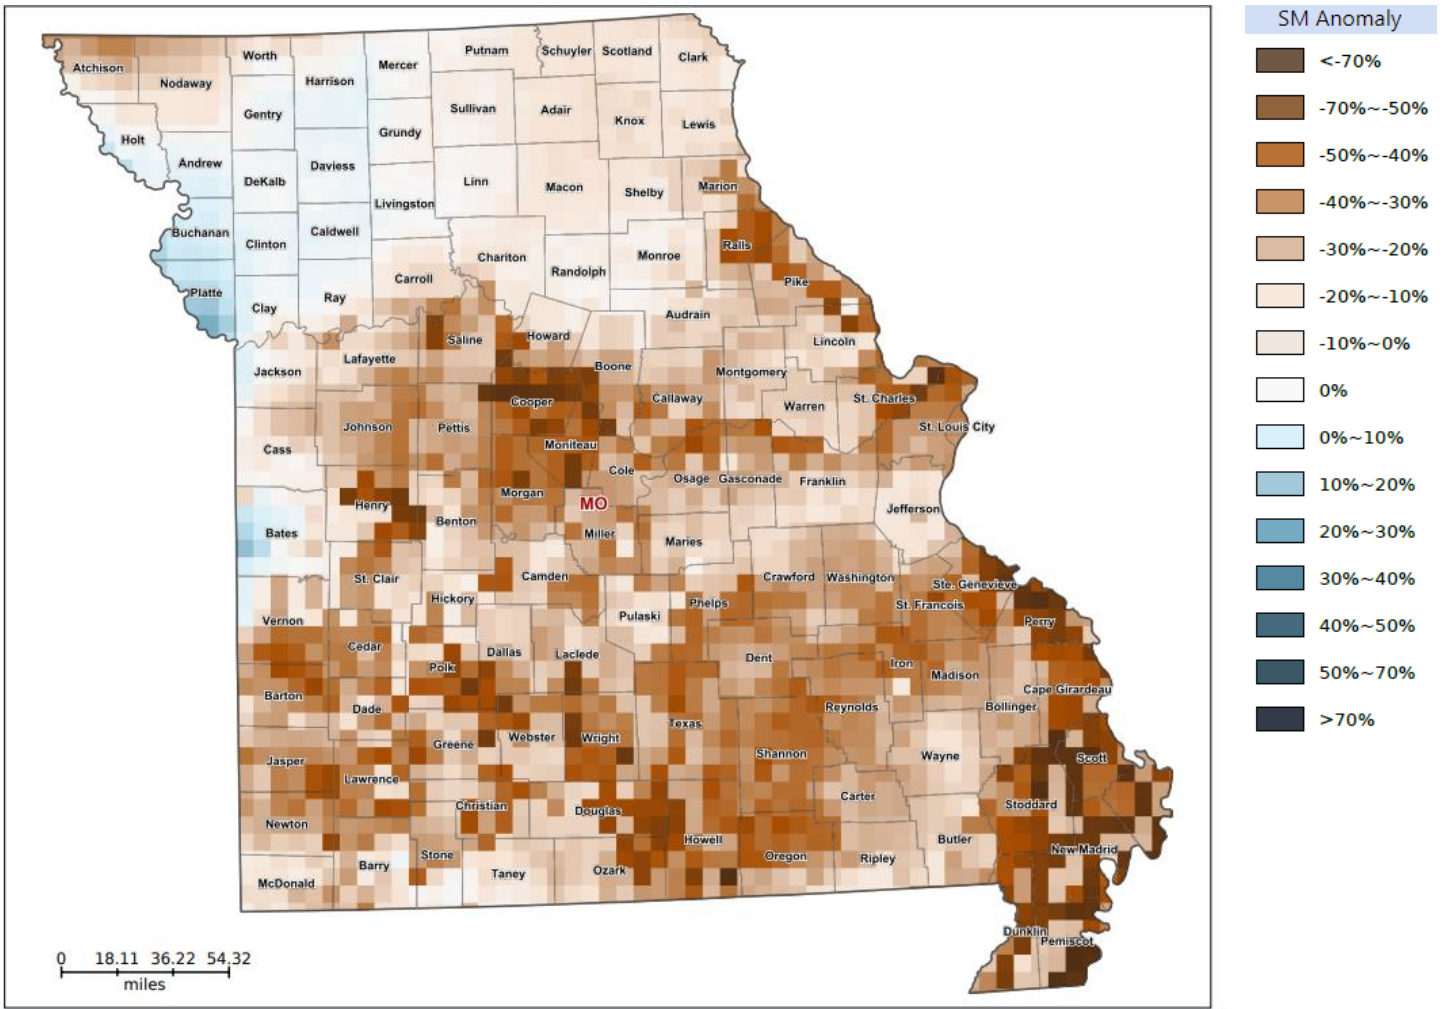 SM Anomaly
<-70%
-70%~-50%
-50%~-40%
-40%~-30%
-30%~-20%
-20%~-10%
-10%~0%
0%
0%~10%
10%~20%
20%~30%
30%~40%
40%~50%
50%~70%
>70%
Putnam
Schuyler
Scotland
Clark
Worth
Mercer
Atchison
Nodaway
Harrison
Sullivan
Adair
Knox
Lewis
Gentry
Grundy
Holt
Andrew
DeKalb
Daviess
Linn
Macon
Shelby
Marion
Livingston
Buchanan
Clinton
Caldwell
Ralls
Chariton
Randolph
Monroe
Carroll
Pike
Platte
Clay
Ray
Audrain
Saline
Howard
Lincoln
Lafayette
Boone
Jackson
Montgomery
Cooper
Callaway
Warren
St. Charles
Johnson
Pettis
St. Louis City
Cass
Moniteau
Cole
Osage
Gasconade
Franklin
Morgan
MO
Henry
Jefferson
Benton
Bates
Miller
Maries
St. Clair
Camden
Crawford
Washington
Ste. Genevieve
Hickory
Phelps
St. Francois
Vernon
Pulaski
Perry
Cedar
Dallas
Laclede
Dent
Polk
Iron
Madison
Barton
Cape Girardeau
Dade
Reynolds
Bollinger
Texas
Greene
Webster
Wright
Jasper
Shannon
Wayne
Scott
Lawrence
Christian
Douglas
Carter
Stoddard
Newton
Howell
Butler
New Madrid
Barry
Stone
Oregon
Ripley
McDonald
Taney
Ozark
Dunklin
Pemiscot
0 18.11 36.22 54.32
miles